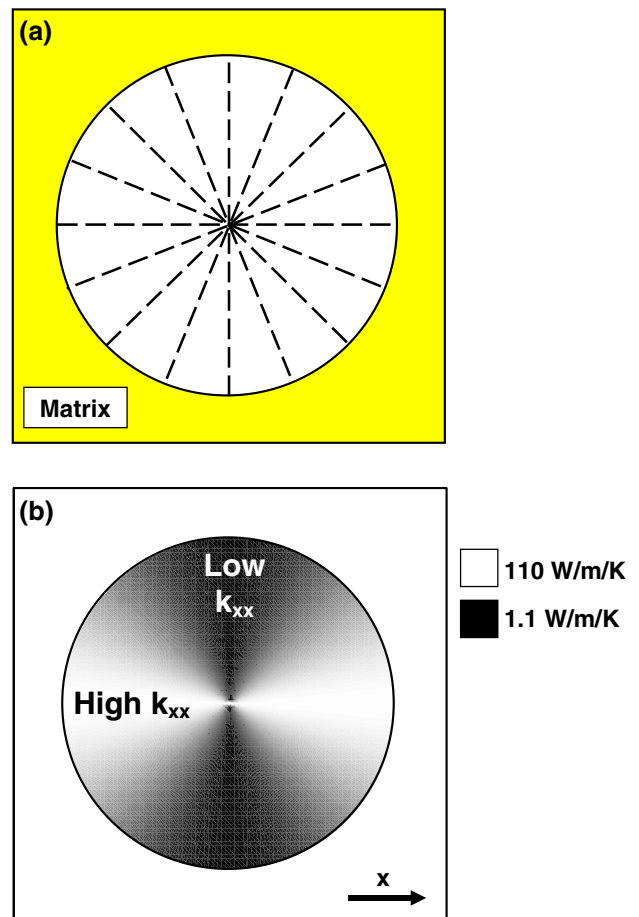 (a)
Matrix
(b)
Low
kxx
High kxx
110 W/m/K
1.1 W/m/K
x